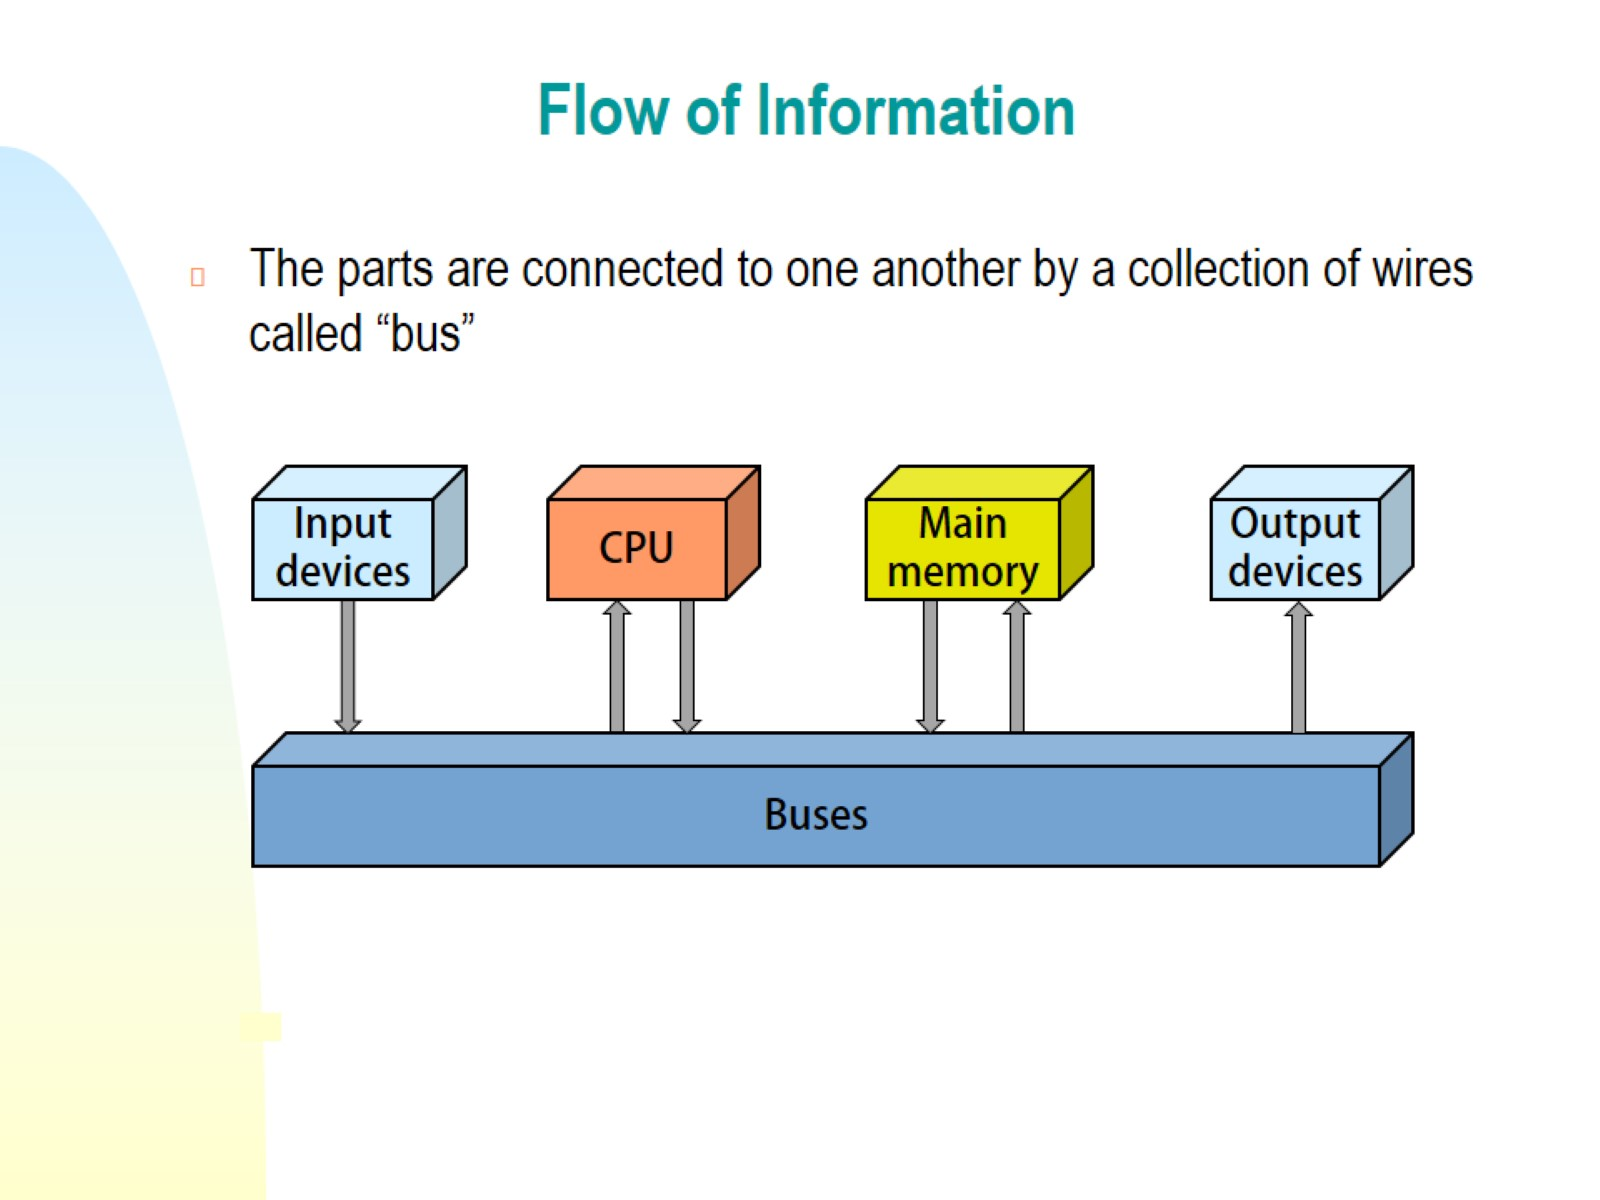 Flow of Information
The parts are connected to one another by a collection of wires
called “bus”
Input
devices
CPU
Main
memory
Output
devices
Buses